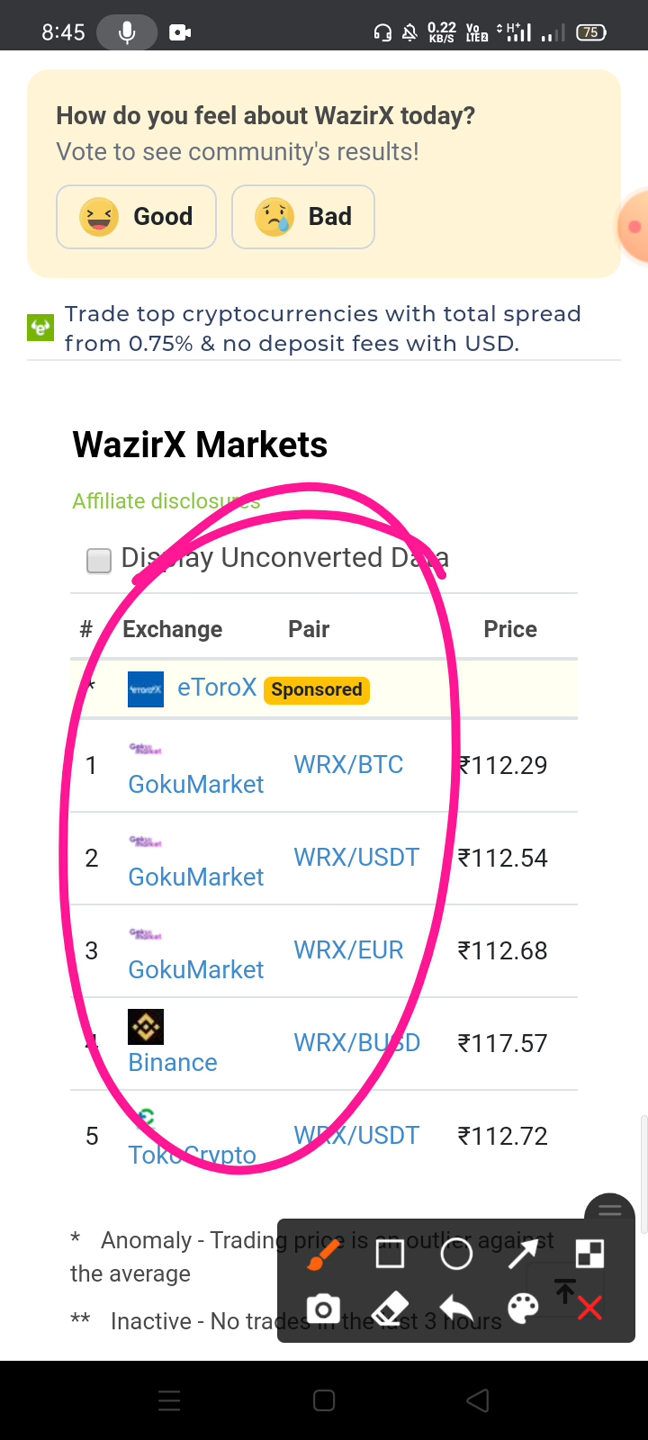 8:45
0.22
KB/S
Vo
LTE2
H+
75
How do you feel about WazirX today?
Vote to see community's results!
Good
Bad
Trade top cryptocurrencies with total spread
from 0.75% & no deposit fees with USD.
WazirX Markets
Affiliate disclosures
Display Unconverted Data
# Exchange Pair Price
* eToroX Sponsored
1 GokuMarket WRX/BTC ₹112.29
2 GokuMarket WRX/USDT ₹112.54
3 GokuMarket WRX/EUR ₹112.68
4 Binance WRX/BUSD ₹117.57
5 TokoCrypto WRX/USDT ₹112.72
* Anomaly - Trading price is an outlier against
the average
** Inactive - No trades in the last 3 hours